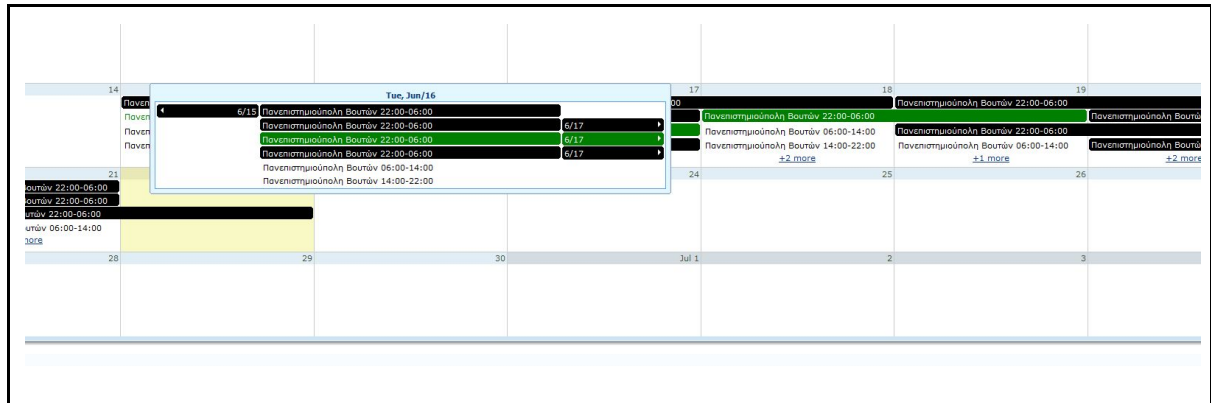 14
17
18
19
Tue, Jun/16
6/15 Πανεπιστημιούπολη Βουτών 22:00-06:00
Πανεπιστημιούπολη Βουτών 22:00-06:00 6/17
Πανεπιστημιούπολη Βουτών 22:00-06:00 6/17
Πανεπιστημιούπολη Βουτών 22:00-06:00 6/17
Πανεπιστημιούπολη Βουτών 06:00-14:00
Πανεπιστημιούπολη Βουτών 14:00-22:00
Πανεπιστημιούπολη Βουτών 22:00-06:00
Πανεπιστημιούπολη Βουτών 06:00-14:00
Πανεπιστημιούπολη Βουτών 14:00-22:00
+2 more
Πανεπιστημιούπολη Βουτών 22:00-06:00
Πανεπιστημιούπολη Βουτών 22:00-06:00
Πανεπιστημιούπολη Βουτών 06:00-14:00
+1 more
Πανεπιστημιούπολη
Πανεπιστημιούπολη
+2 more
21
24
25
26
22:00-06:00
22:00-06:00
22:00-06:00
06:00-14:00
28
29
30
Jul 1
2
3